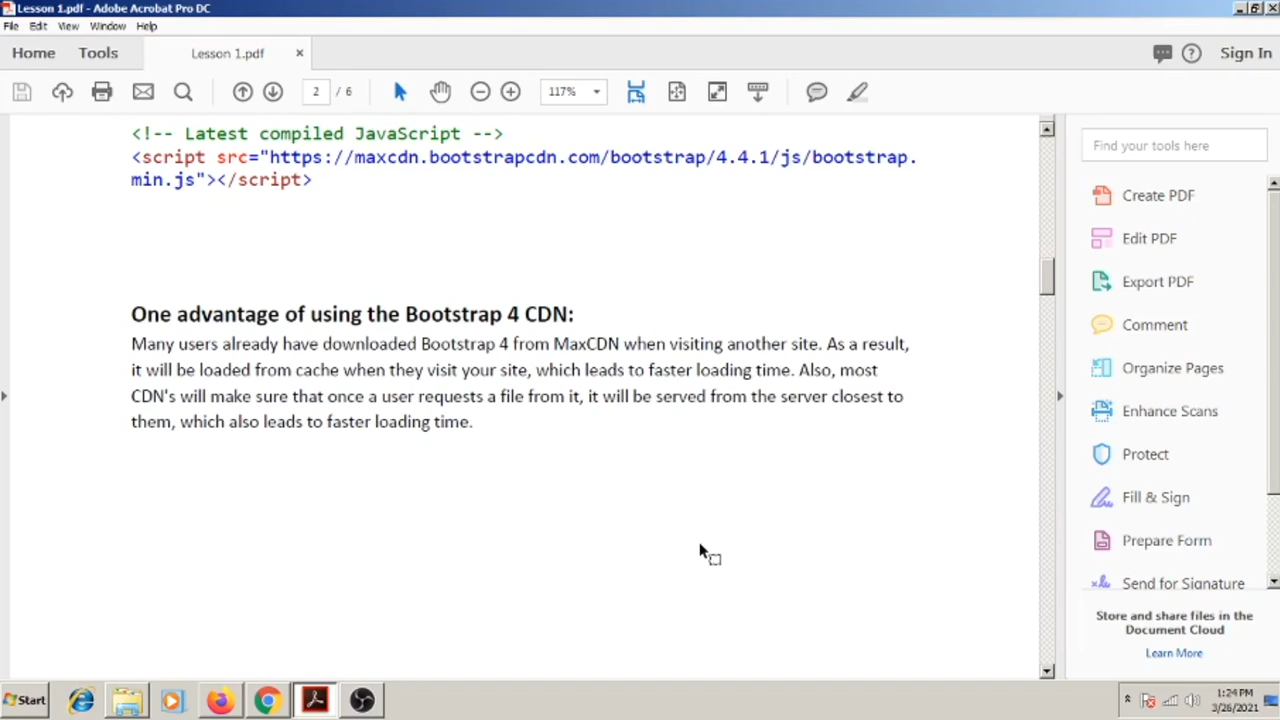 Lesson 1.pdf - Adobe Acrobat Pro DC
File Edit View Window Help
Home Tools Lesson 1.pdf × Sign In
2 / 6 117%
Find your tools here
<!-- Latest compiled JavaScript -->
<script src="https://maxcdn.bootstrapcdn.com/bootstrap/4.4.1/js/bootstrap.
min.js"></script>
One advantage of using the Bootstrap 4 CDN:
Many users already have downloaded Bootstrap 4 from MaxCDN when visiting another site. As a result,
it will be loaded from cache when they visit your site, which leads to faster loading time. Also, most
CDN's will make sure that once a user requests a file from it, it will be served from the server closest to
them, which also leads to faster loading time.
Create PDF
Edit PDF
Export PDF
Comment
Organize Pages
Enhance Scans
Protect
Fill & Sign
Prepare Form
Send for Signature
Store and share files in the
Document Cloud
Learn More
Start
1:24 PM
3/26/2021